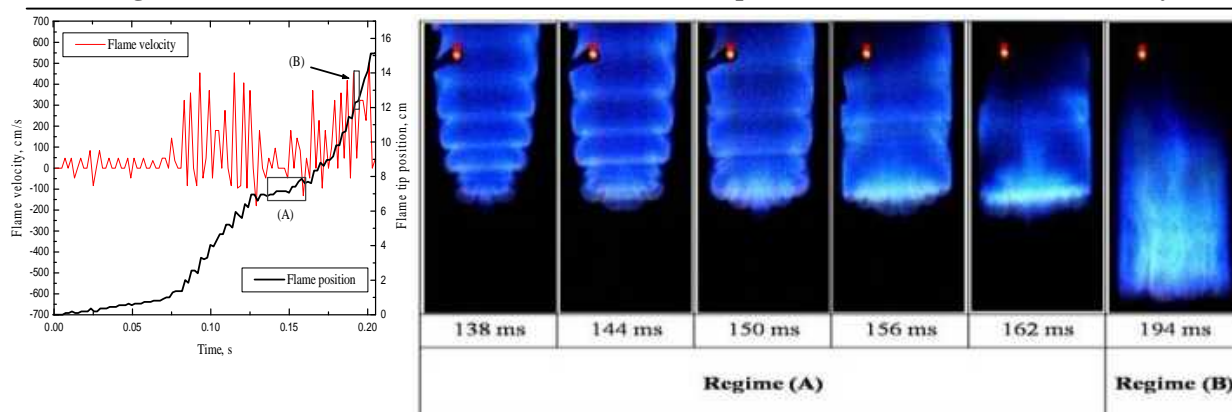 700
600
500
400
300
200
100
0
-100
-200
-300
-400
-500
-600
-700
Flame velocity, cm/s
Flame velocity
(B)
(A)
Flame position
16
14
12
10
8
6
4
2
0
Flame tip position, cm
0.00 0.05 0.10 0.15 0.20
Time, s
138 ms 144 ms 150 ms 156 ms 162 ms 194 ms
Regime (A) Regime (B)